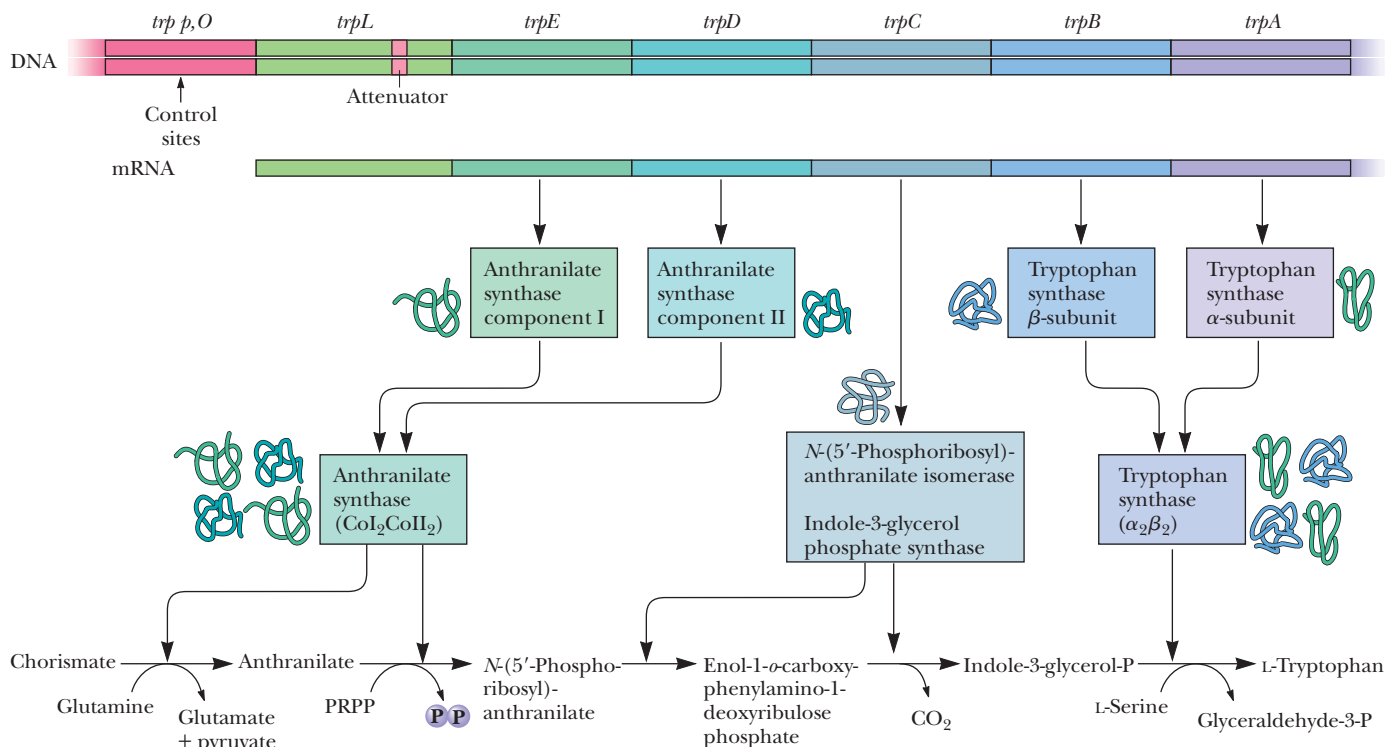 trp p,O
trpL
trpE
trpD
trpC
trpB
trpA
DNA
Attenuator
Control
sites
mRNA
Anthranilate
synthase
component I
Anthranilate
synthase
component II
Tryptophan
synthase
β-subunit
Tryptophan
synthase
α-subunit
Anthranilate
synthase
(CoI₂CoII₂)
N-(5′-Phosphoribosyl)-
anthranilate isomerase
Indole-3-glycerol
phosphate synthase
Tryptophan
synthase
(α₂β₂)
Chorismate
Glutamine
Glutamate
+ pyruvate
Anthranilate
PRPP
P P
N-(5′-Phospho-
ribosyl)-
anthranilate
Enol-1-o-carboxy-
phenylamino-1-
deoxyribulose
phosphate
CO₂
Indole-3-glycerol-P
L-Serine
Glyceraldehyde-3-P
L-Tryptophan